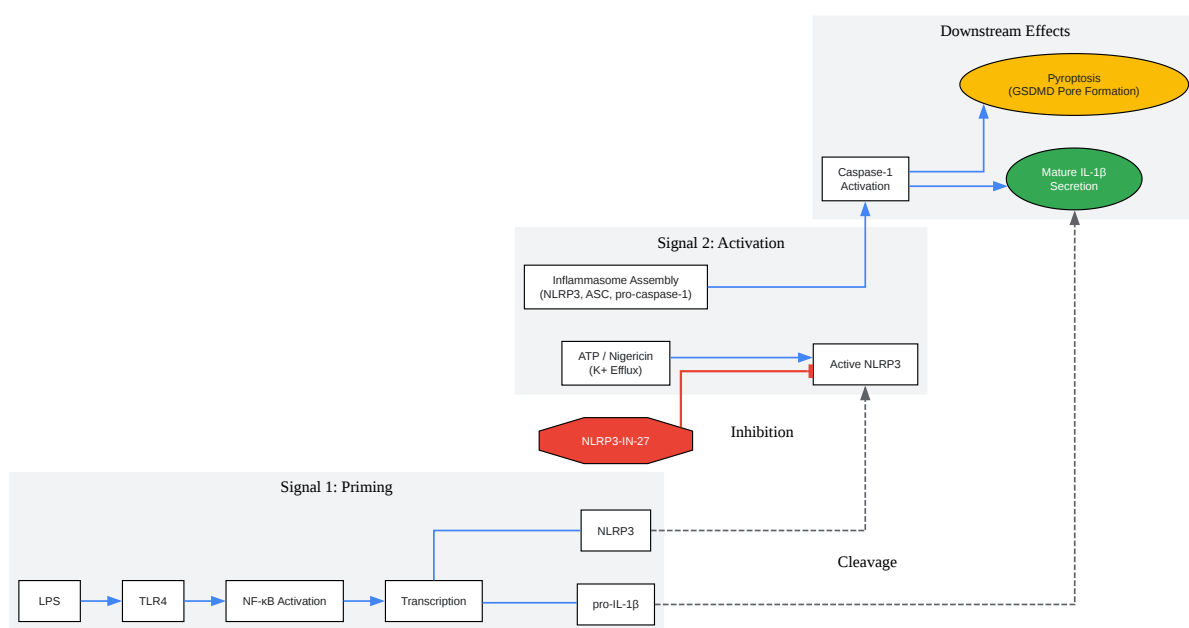 Downstream Effects
Pyroptosis
(GSDMD Pore Formation)
Caspase-1
Activation
Mature IL-1β
Secretion
Signal 2: Activation
Inflammasome Assembly
(NLRP3, ASC, pro-caspase-1)
ATP / Nigericin
(K+ Efflux)
Active NLRP3
NLRP3-IN-27
Inhibition
Signal 1: Priming
NLRP3
Cleavage
LPS
TLR4
NF-κB Activation
Transcription
pro-IL-1β